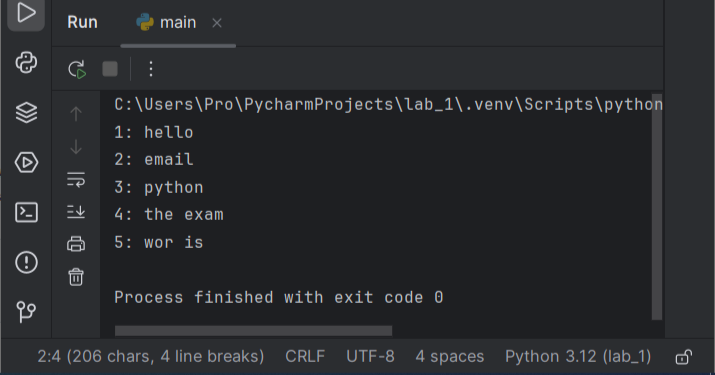 Run
main
C:\Users\Pro\PycharmProjects\lab_1\.venv\Scripts\python
1: hello
2: email
3: python
4: the exam
5: wor is
Process finished with exit code 0
2:4 (206 chars, 4 line breaks) CRLF UTF-8 4 spaces Python 3.12 (lab_1)